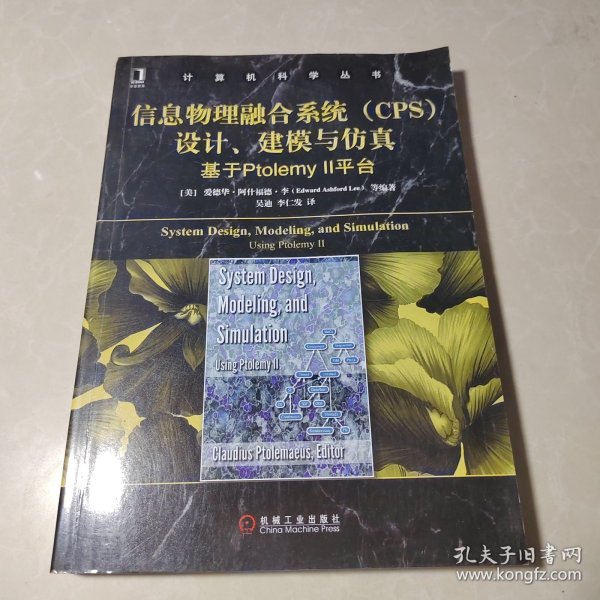 计算机科学丛书
信息物理融合系统（CPS）
设计、建模与仿真
基于Ptolemy II平台
［美］ 爱德华·阿什福德·李（Edward Ashford Lee） 等编著
吴迪 李仁发 译
System Design, Modeling, and Simulation
Using Ptolemy II
System Design,
Modeling, and
Simulation
Using Ptolemy II
Claudius Ptolemaeus, Editor
机械工业出版社
China Machine Press
孔夫子旧书网
www.kongfz.com